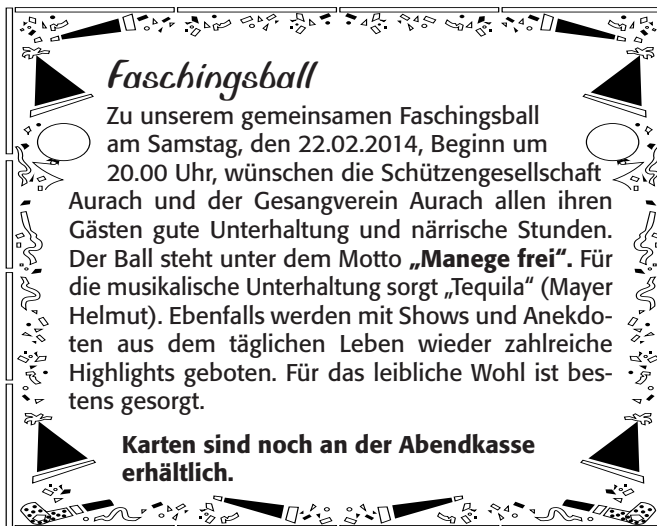 Faschingsball
Zu unserem gemeinsamen Faschingsball
am Samstag, den 22.02.2014, Beginn um
20.00 Uhr, wünschen die Schützengesellschaft
Aurach und der Gesangverein Aurach allen ihren
Gästen gute Unterhaltung und närrische Stunden.
Der Ball steht unter dem Motto „Manege frei“. Für
die musikalische Unterhaltung sorgt „Tequila“ (Mayer
Helmut). Ebenfalls werden mit Shows und Anekdo-
ten aus dem täglichen Leben wieder zahlreiche
Highlights geboten. Für das leibliche Wohl ist bes-
tens gesorgt.
Karten sind noch an der Abendkasse
erhältlich.